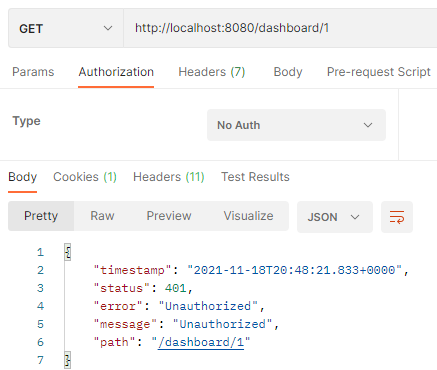 GET http://localhost:8080/dashboard/1
Params Authorization Headers (7) Body Pre-request Script
Type No Auth
Body Cookies (1) Headers (11) Test Results
Pretty Raw Preview Visualize JSON
1 {
2 "timestamp": "2021-11-18T20:48:21.833+0000",
3 "status": 401,
4 "error": "Unauthorized",
5 "message": "Unauthorized",
6 "path": "/dashboard/1"
7 }